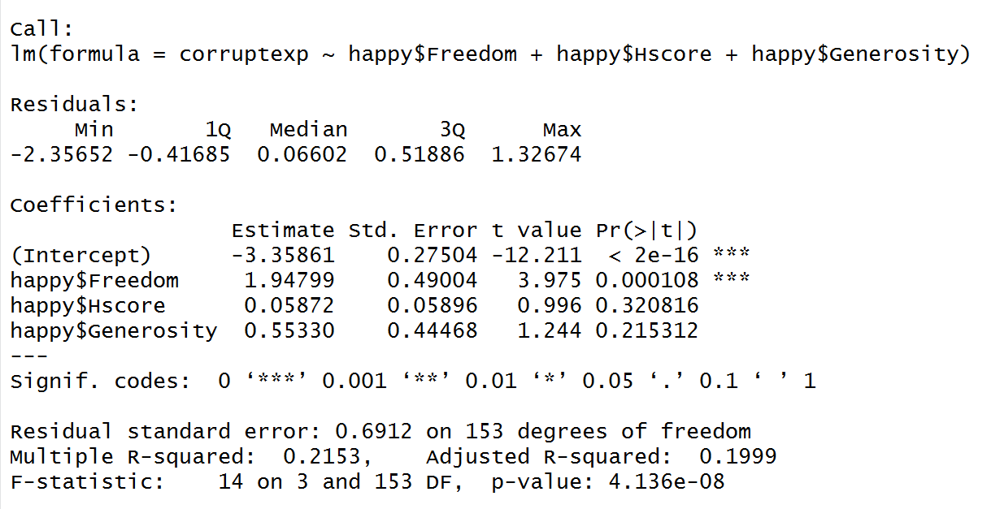 Call:
lm(formula = corruptexp ~ happy$Freedom + happy$Hscore + happy$Generosity)
Residuals:
     Min       1Q   Median       3Q      Max
-2.35652 -0.41685  0.06602  0.51886  1.32674
Coefficients:
                 Estimate Std. Error t value Pr(>|t|)
(Intercept)      -3.35861    0.27504 -12.211  < 2e-16 ***
happy$Freedom     1.94799    0.49004   3.975 0.000108 ***
happy$Hscore      0.05872    0.05896   0.996 0.320816
happy$Generosity  0.55330    0.44468   1.244 0.215312
---
Signif. codes:  0 ‘***’ 0.001 ‘**’ 0.01 ‘*’ 0.05 ‘.’ 0.1 ‘ ’ 1
Residual standard error: 0.6912 on 153 degrees of freedom
Multiple R-squared:  0.2153,    Adjusted R-squared:  0.1999
F-statistic:    14 on 3 and 153 DF,  p-value: 4.136e-08